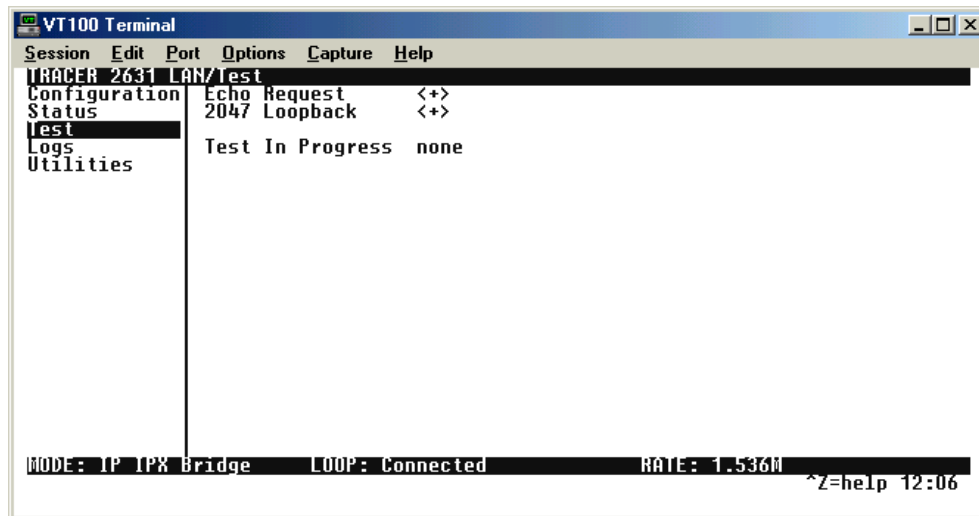 VT100 Terminal
Session Edit Port Options Capture Help
TRACER 2631 LAN/Test
Configuration Echo Request <+>
Status 2047 Loopback <+>
Test
Logs Test In Progress none
Utilities
MODE: IP IPX Bridge LOOP: Connected RATE: 1.536M
^Z=help 12:06